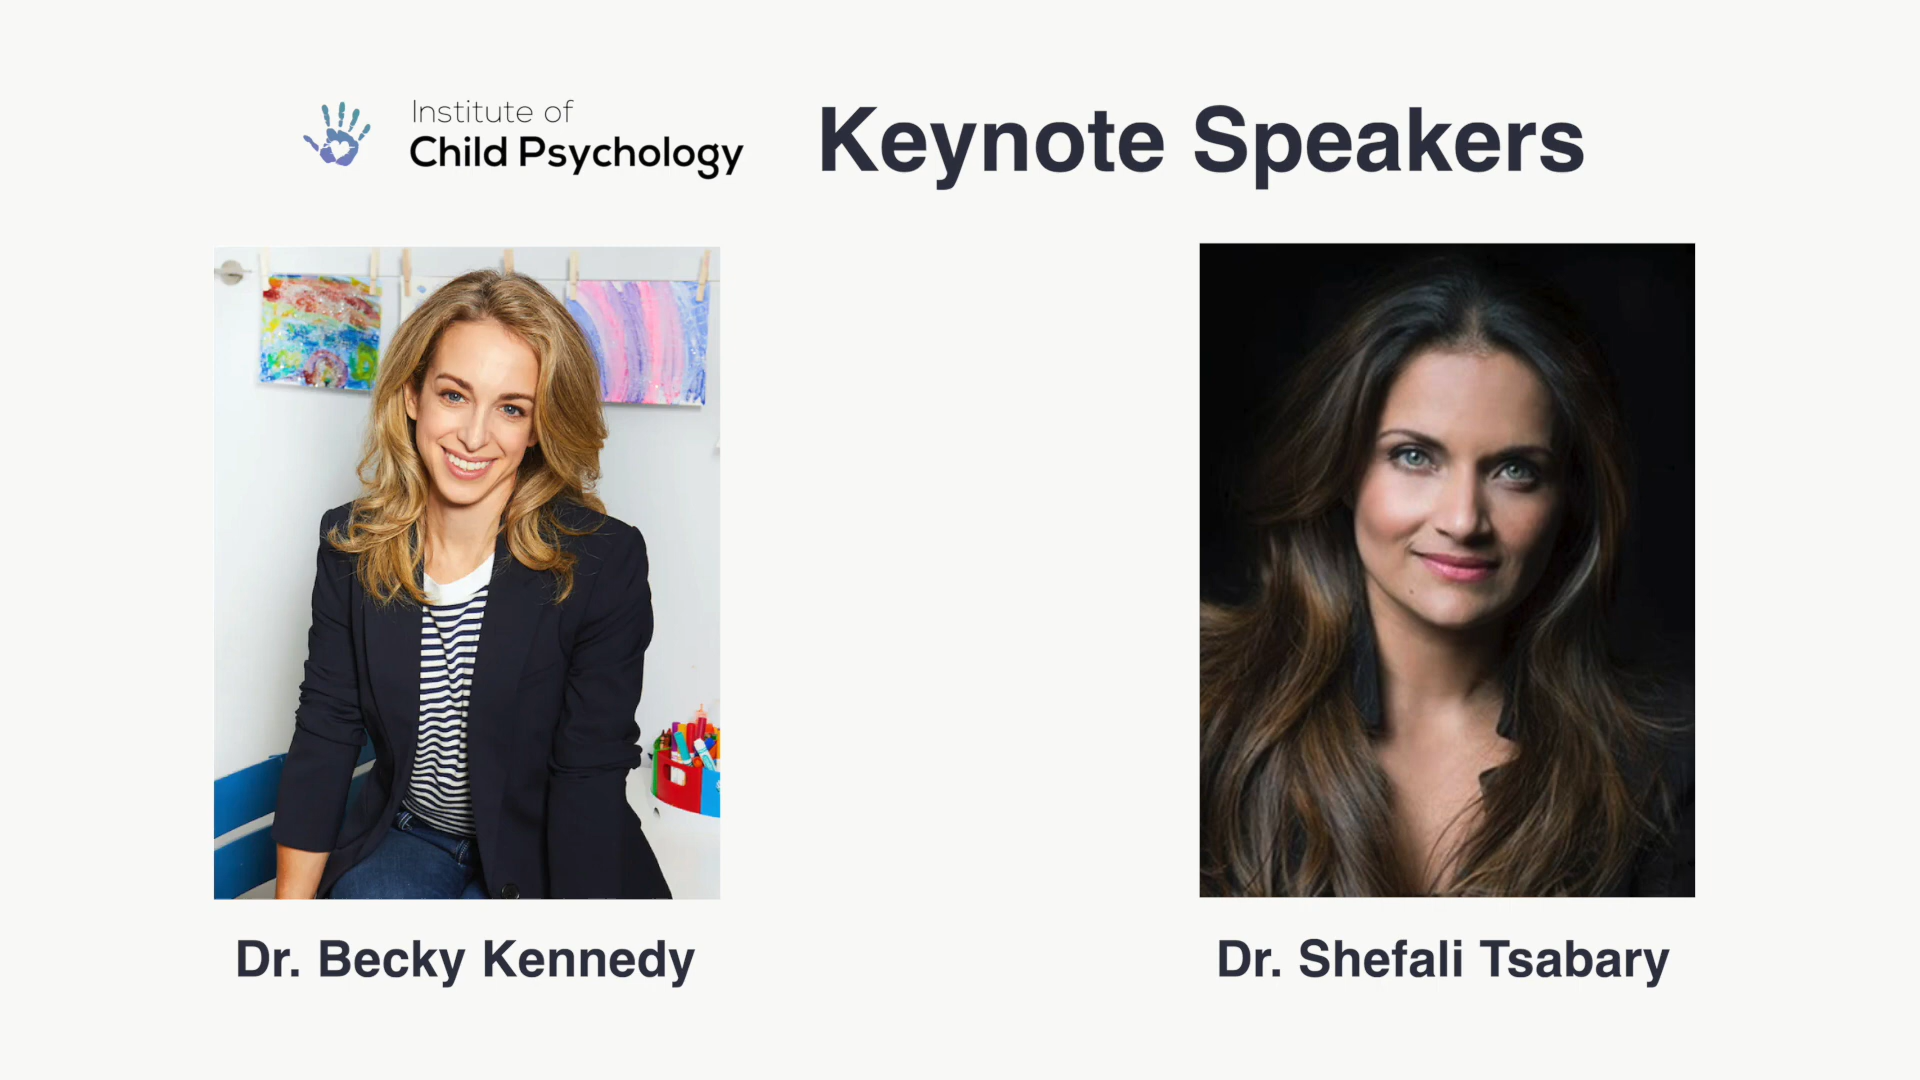 Institute of
Child Psychology
Keynote Speakers
Dr. Becky Kennedy
Dr. Shefali Tsabary